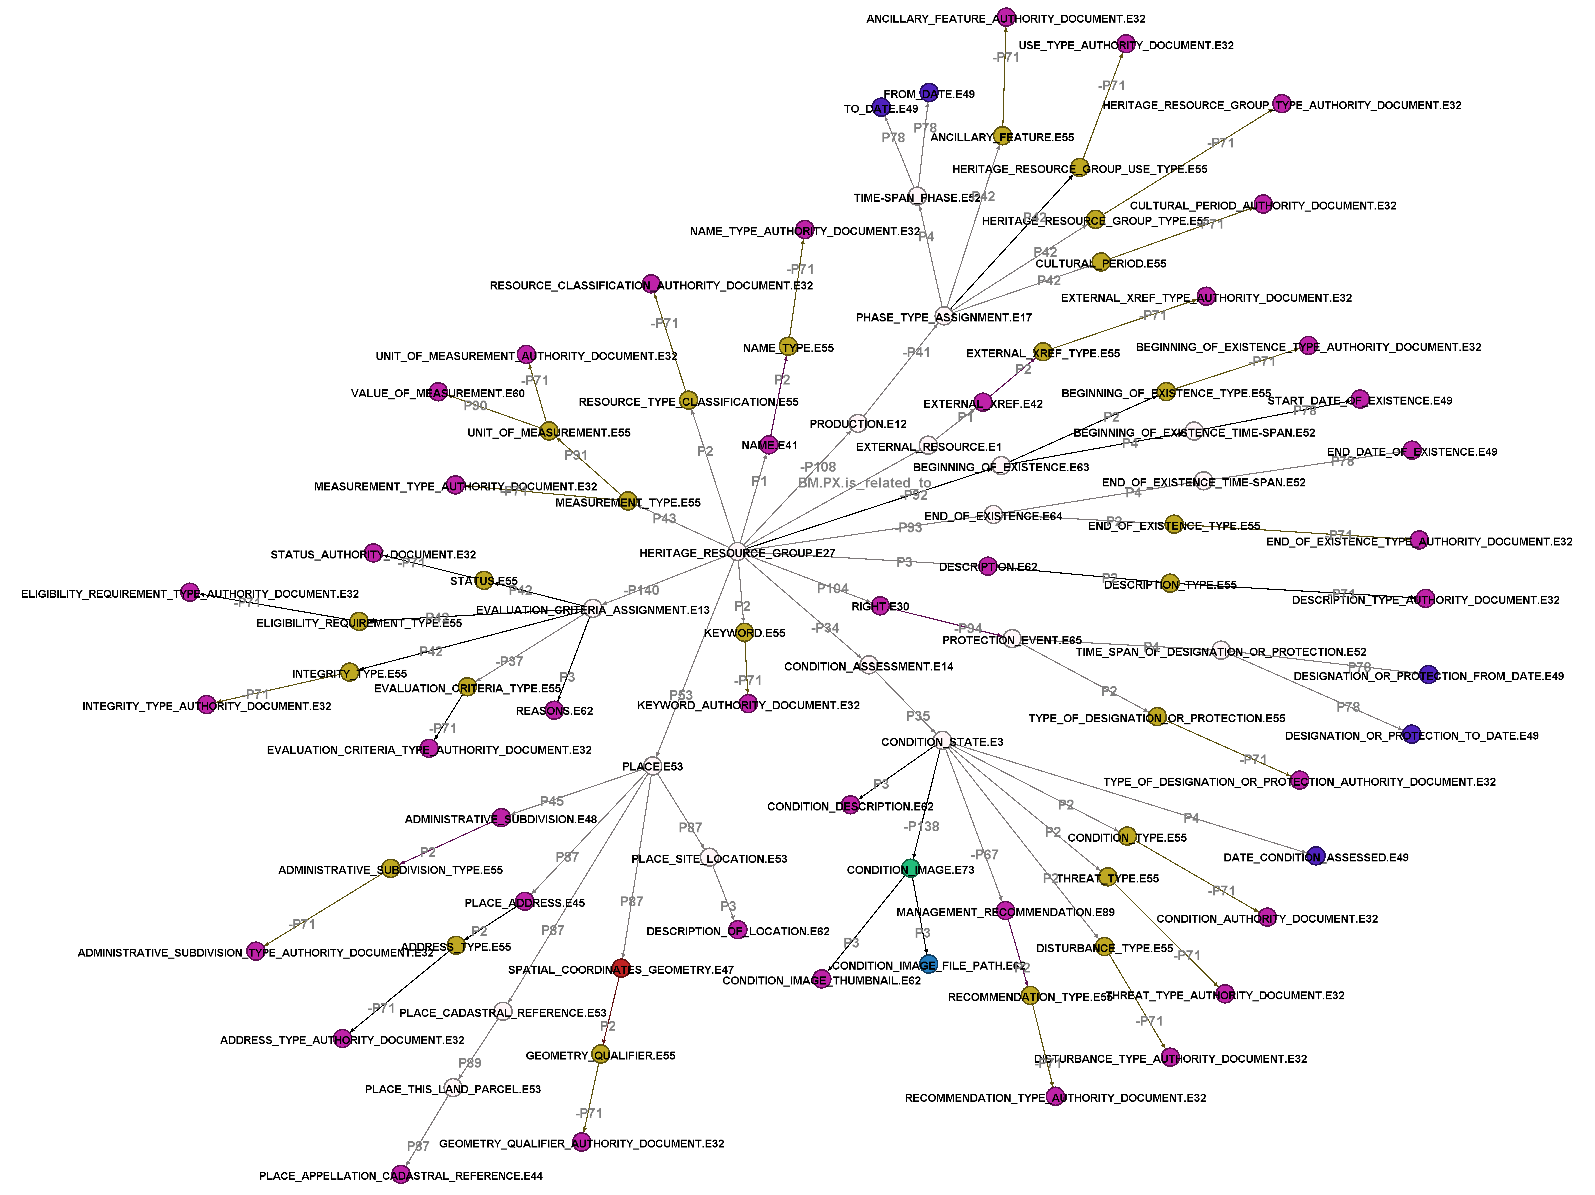 ANCILLARY_FEATURE_AUTHORITY_DOCUMENT.E32
USE_TYPE_AUTHORITY_DOCUMENT.E32
-P71
-P71
FROM_DATE.E49
TO_DATE.E49
HERITAGE_RESOURCE_GROUP_TYPE_AUTHORITY_DOCUMENT.E32
P78
P78
ANCILLARY_FEATURE.E55
-P71
HERITAGE_RESOURCE_GROUP_USE_TYPE.E55
TIME-SPAN_PHASE.E52
P42
CULTURAL_PERIOD_AUTHORITY_DOCUMENT.E32
P42
HERITAGE_RESOURCE_GROUP_TYPE.E55
-P71
NAME_TYPE_AUTHORITY_DOCUMENT.E32
P4
P42
CULTURAL_PERIOD.E55
-P71
P42
RESOURCE_CLASSIFICATION_AUTHORITY_DOCUMENT.E32
EXTERNAL_XREF_TYPE_AUTHORITY_DOCUMENT.E32
PHASE_TYPE_ASSIGNMENT.E17
-P71
-P71
NAME_TYPE.E55
BEGINNING_OF_EXISTENCE_TYPE_AUTHORITY_DOCUMENT.E32
UNIT_OF_MEASUREMENT_AUTHORITY_DOCUMENT.E32
-P41
EXTERNAL_XREF_TYPE.E55
-P71
P2
P2
-P71
VALUE_OF_MEASUREMENT.E60
BEGINNING_OF_EXISTENCE_TYPE.E55
P90
RESOURCE_TYPE_CLASSIFICATION.E55
EXTERNAL_XREF.E42
START_DATE_OF_EXISTENCE.E49
P1
P2
P78
PRODUCTION.E12
UNIT_OF_MEASUREMENT.E55
BEGINNING_OF_EXISTENCE_TIME-SPAN.E52
NAME.E41
EXTERNAL_RESOURCE.E1
P4
P2
END_DATE_OF_EXISTENCE.E49
P91
-P108
BEGINNING_OF_EXISTENCE.E63
P78
P1
BM.PX.is_related_to
END_OF_EXISTENCE_TIME-SPAN.E52
MEASUREMENT_TYPE_AUTHORITY_DOCUMENT.E32
-P71
P4
-P92
MEASUREMENT_TYPE.E55
P43
END_OF_EXISTENCE.E64
P2
END_OF_EXISTENCE_TYPE.E55
-P93
-P71
END_OF_EXISTENCE_TYPE_AUTHORITY_DOCUMENT.E32
STATUS_AUTHORITY_DOCUMENT.E32
HERITAGE_RESOURCE_GROUP.E27
-P71
P3
DESCRIPTION.E62
STATUS.E55
P2
DESCRIPTION_TYPE.E55
ELIGIBILITY_REQUIREMENT_TYPE_AUTHORITY_DOCUMENT.E32
P42
-P140
P104
-P71
DESCRIPTION_TYPE_AUTHORITY_DOCUMENT.E32
-P71
EVALUATION_CRITERIA_ASSIGNMENT.E13
P2
RIGHT.E30
P42
ELIGIBILITY_REQUIREMENT_TYPE.E55
-P34
-P94
KEYWORD.E55
PROTECTION_EVENT.E65
P4
TIME_SPAN_OF_DESIGNATION_OR_PROTECTION.E52
P42
-P37
CONDITION_ASSESSMENT.E14
P78
INTEGRITY_TYPE.E55
DESIGNATION_OR_PROTECTION_FROM_DATE.E49
P3
EVALUATION_CRITERIA_TYPE.E55
-P71
P53
-P71
P2
INTEGRITY_TYPE_AUTHORITY_DOCUMENT.E32
REASONS.E62
KEYWORD_AUTHORITY_DOCUMENT.E32
P78
P35
TYPE_OF_DESIGNATION_OR_PROTECTION.E55
-P71
DESIGNATION_OR_PROTECTION_TO_DATE.E49
EVALUATION_CRITERIA_TYPE_AUTHORITY_DOCUMENT.E32
CONDITION_STATE.E3
-P71
PLACE.E53
TYPE_OF_DESIGNATION_OR_PROTECTION_AUTHORITY_DOCUMENT.E32
P3
P45
CONDITION_DESCRIPTION.E62
P2
ADMINISTRATIVE_SUBDIVISION.E48
P4
-P138
P87
P2
CONDITION_TYPE.E55
P2
P87
PLACE_SITE_LOCATION.E53
-P67
DATE_CONDITION_ASSESSED.E49
ADMINISTRATIVE_SUBDIVISION_TYPE.E55
CONDITION_IMAGE.E73
P2
THREAT_TYPE.E55
-P71
P87
PLACE_ADDRESS.E45
P3
MANAGEMENT_RECOMMENDATION.E89
CONDITION_AUTHORITY_DOCUMENT.E32
-P71
P87
DESCRIPTION_OF_LOCATION.E62
P2
P3
P3
ADDRESS_TYPE.E55
DISTURBANCE_TYPE.E55
ADMINISTRATIVE_SUBDIVISION_TYPE_AUTHORITY_DOCUMENT.E32
-P71
SPATIAL_COORDINATES_GEOMETRY.E47
CONDITION_IMAGE_FILE_PATH.E62
P2
CONDITION_IMAGE_THUMBNAIL.E62
RECOMMENDATION_TYPE.E55
THREAT_TYPE_AUTHORITY_DOCUMENT.E32
-P71
PLACE_CADASTRAL_REFERENCE.E53
P2
-P71
ADDRESS_TYPE_AUTHORITY_DOCUMENT.E32
GEOMETRY_QUALIFIER.E55
DISTURBANCE_TYPE_AUTHORITY_DOCUMENT.E32
P89
-P71
PLACE_THIS_LAND_PARCEL.E53
RECOMMENDATION_TYPE_AUTHORITY_DOCUMENT.E32
-P71
P87
GEOMETRY_QUALIFIER_AUTHORITY_DOCUMENT.E32
PLACE_APPELLATION_CADASTRAL_REFERENCE.E44